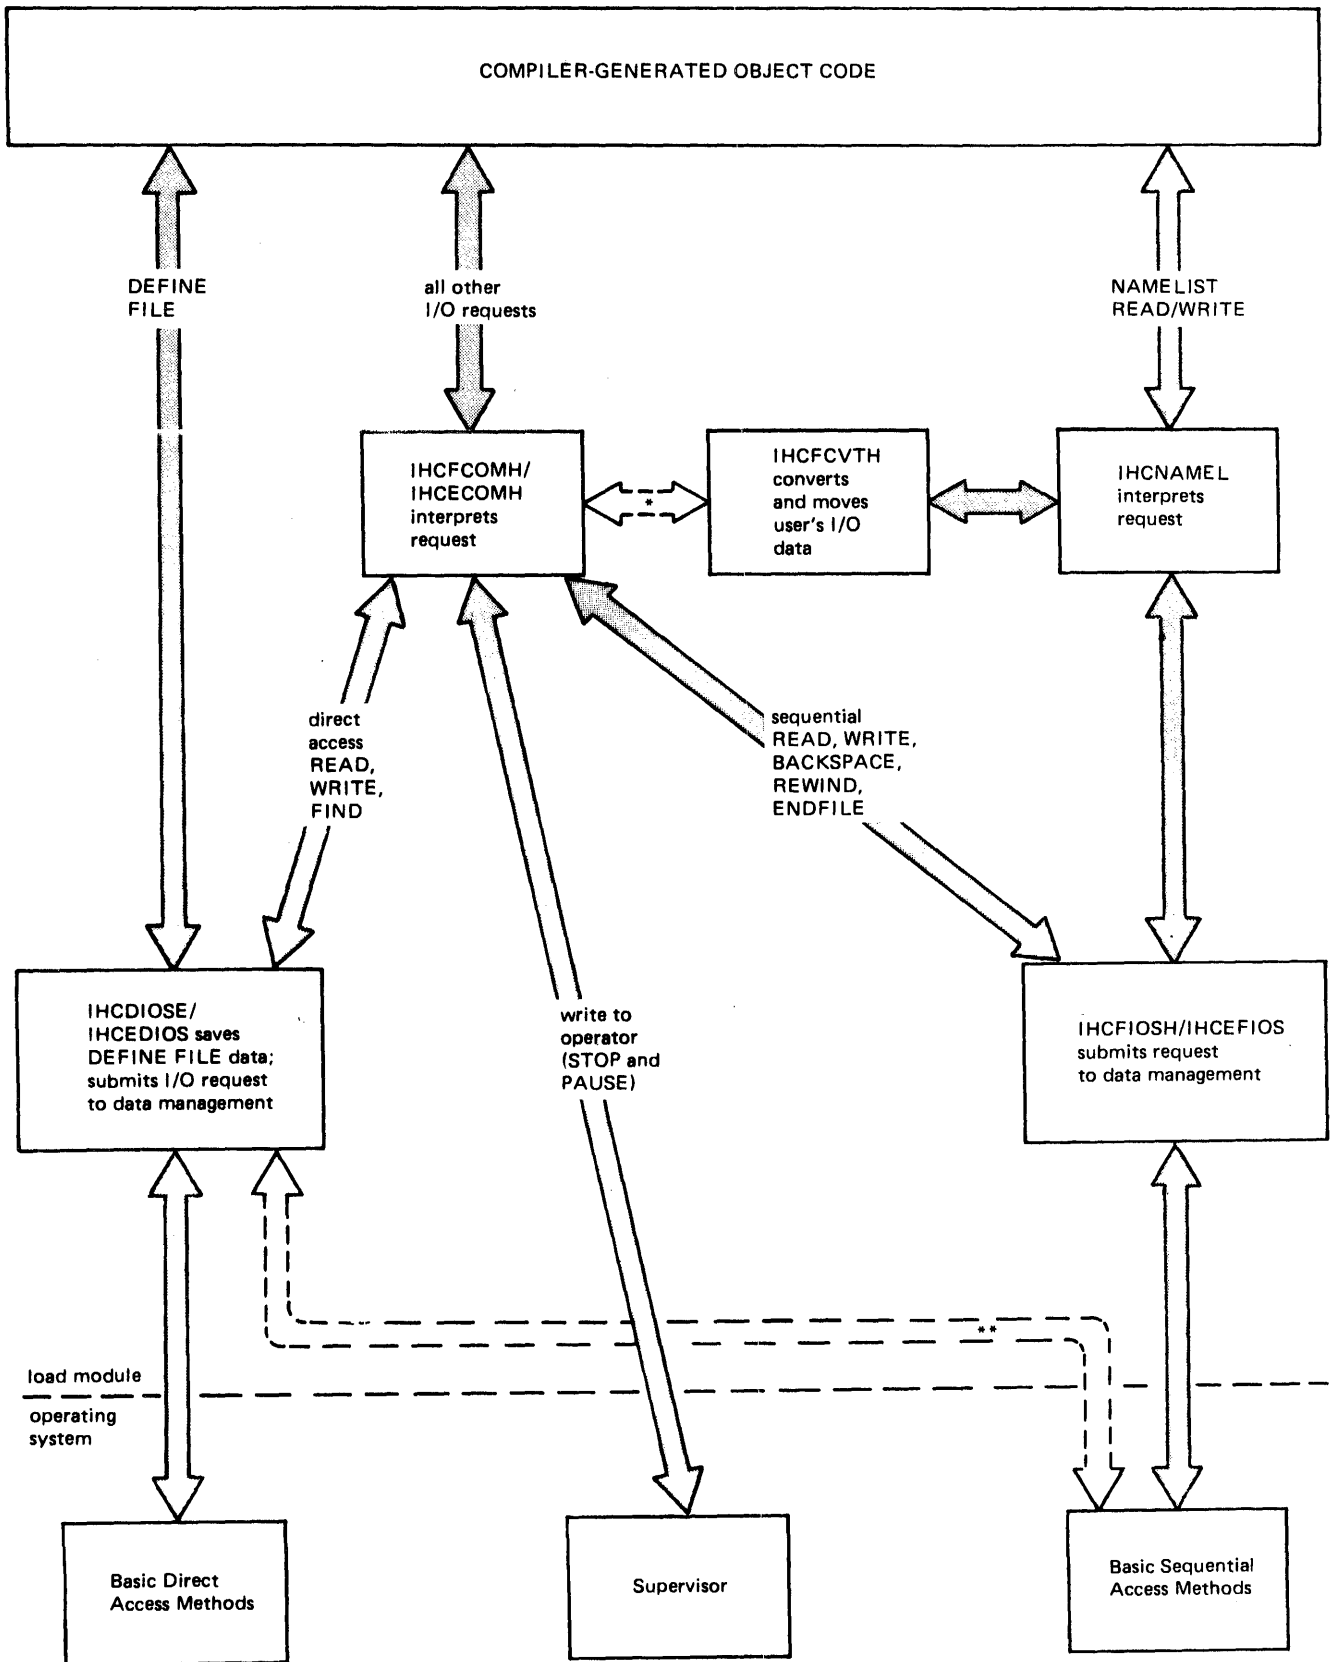 COMPILER-GENERATED OBJECT CODE
DEFINE
FILE
all other
I/O requests
NAMELIST
READ/WRITE
IHCFCOMH/
IHCECOMH
interprets
request
*
IHCFCVTH
converts
and moves
user's I/O
data
IHCNAMEL
interprets
request
direct
access
READ,
WRITE,
FIND
sequential
READ, WRITE,
BACKSPACE,
REWIND,
ENDFILE
IHCDIOSE/
IHCEDIOS saves
DEFINE FILE data;
submits I/O request
to data management
write to
operator
(STOP and
PAUSE)
IHCFIOSH/IHCEFIOS
submits request
to data management
**
load module
operating
system
Basic Direct
Access Methods
Supervisor
Basic Sequential
Access Methods